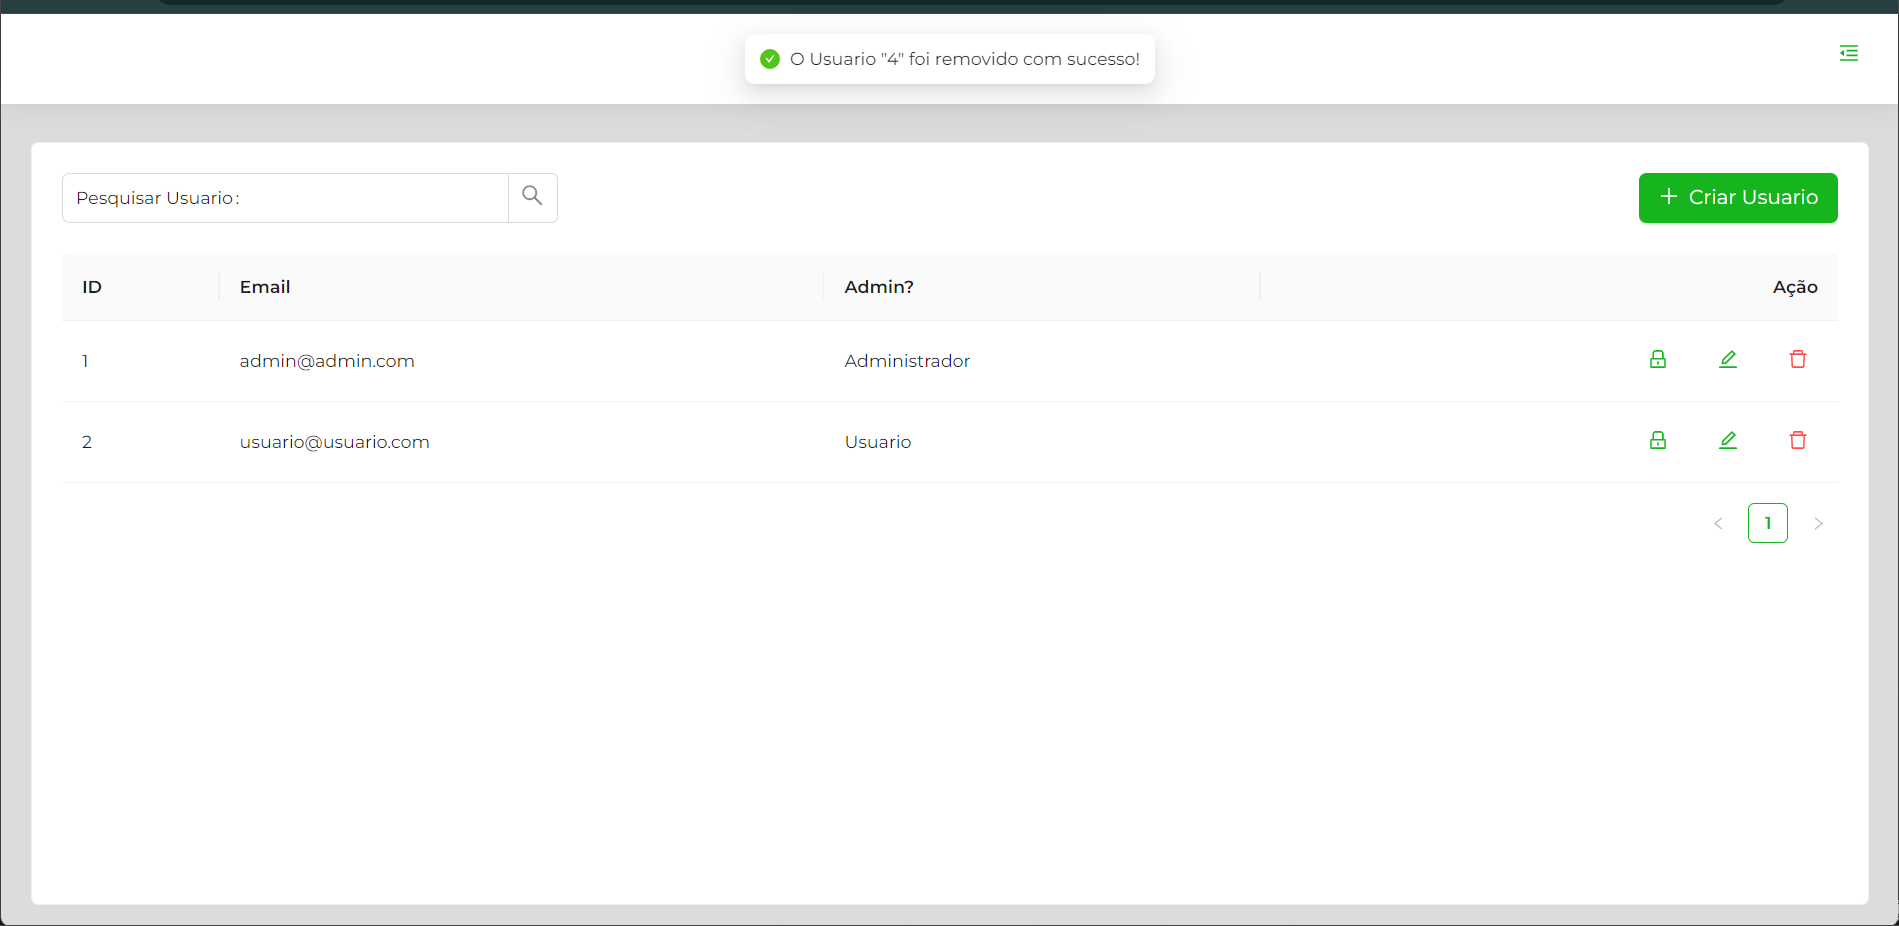 O Usuario "4" foi removido com sucesso!
Pesquisar Usuario:
Criar Usuario
ID Email Admin? Ação
1 admin@admin.com Administrador
2 usuario@usuario.com Usuario
< 1 >